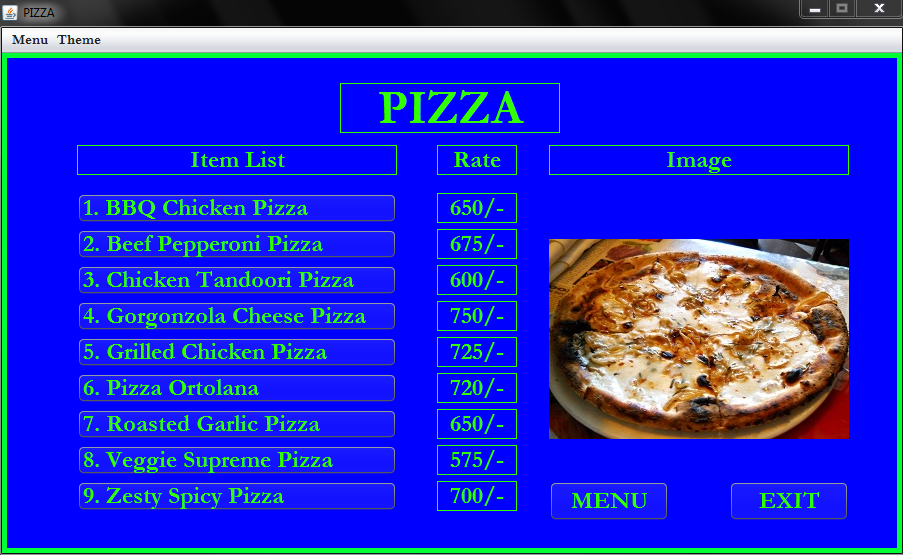 PIZZA
Menu Theme
PIZZA
Item List Rate Image
1. BBQ Chicken Pizza 650/-
2. Beef Pepperoni Pizza 675/-
3. Chicken Tandoori Pizza 600/-
4. Gorgonzola Cheese Pizza 750/-
5. Grilled Chicken Pizza 725/-
6. Pizza Ortolana 720/-
7. Roasted Garlic Pizza 650/-
8. Veggie Supreme Pizza 575/-
9. Zesty Spicy Pizza 700/-
MENU EXIT